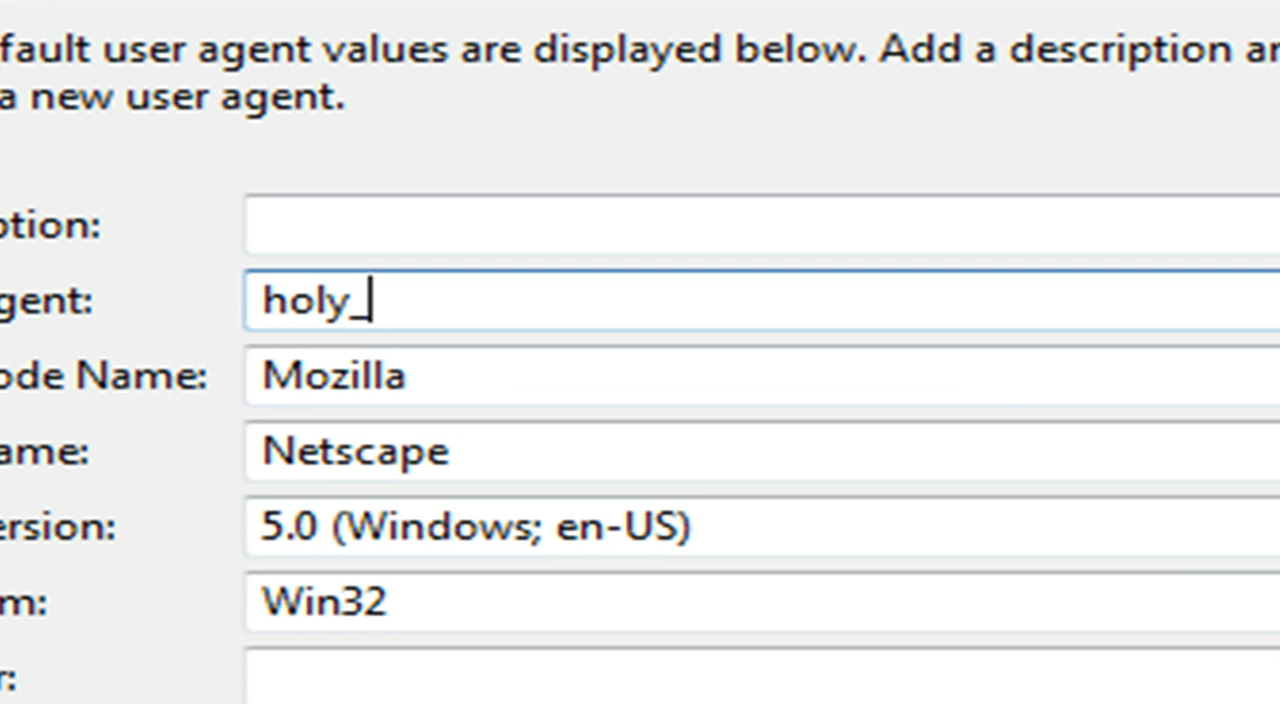 fault user agent values are displayed below. Add a description ar
a new user agent.
ption:
gent: holy_
ode Name: Mozilla
ame: Netscape
ersion: 5.0 (Windows; en-US)
m: Win32
r: